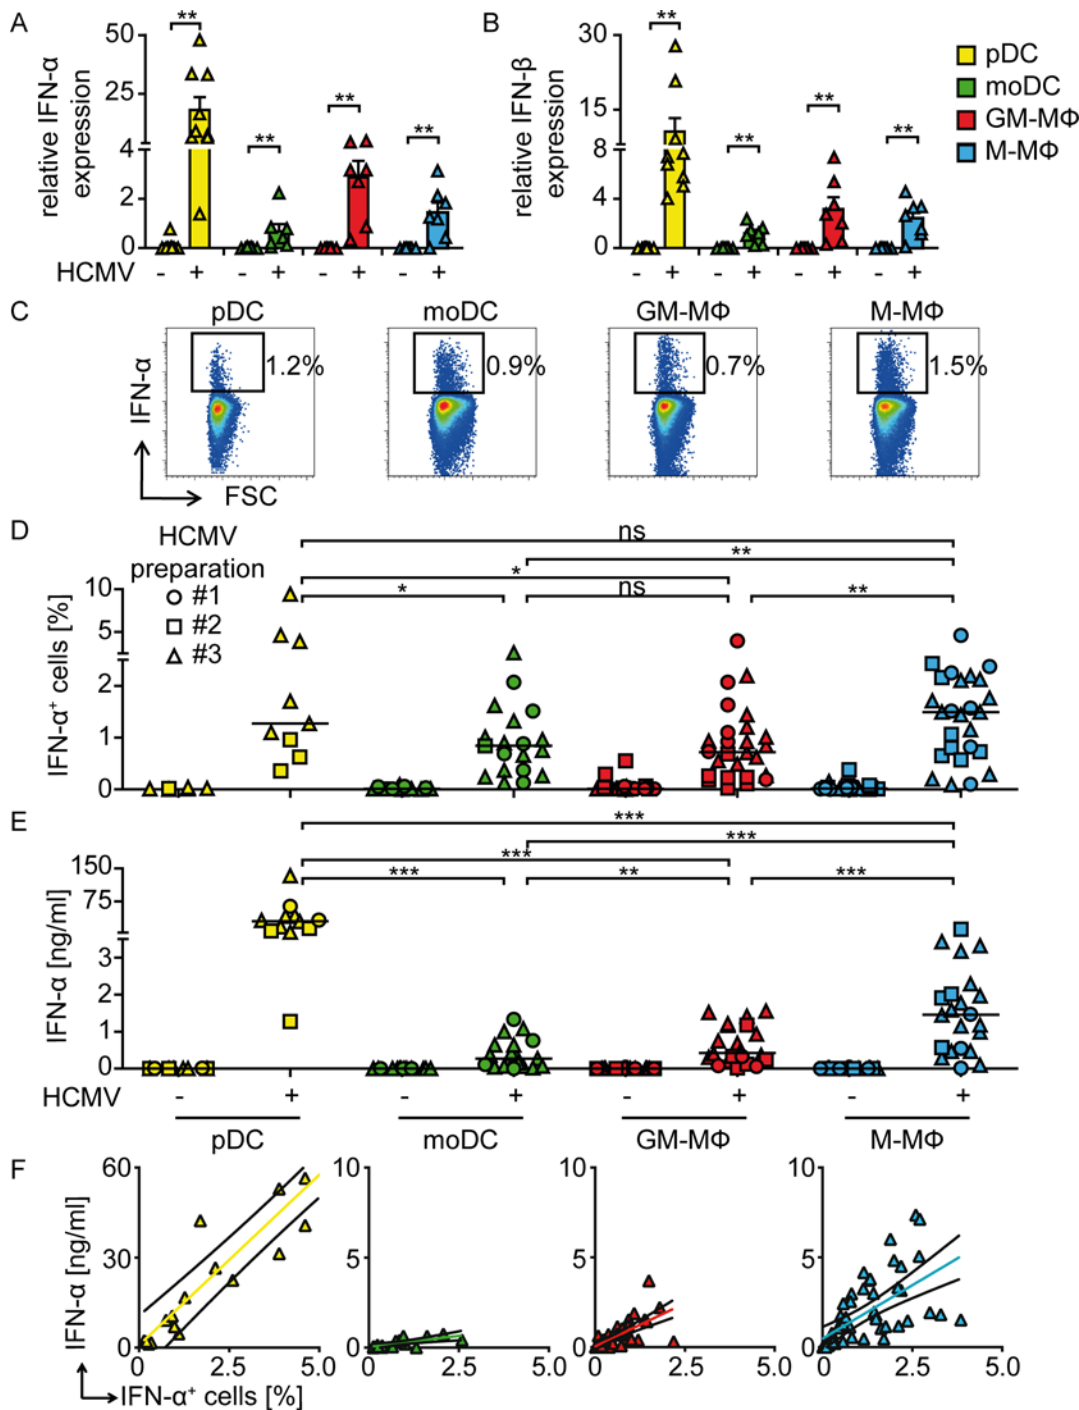 A
relative IFN-α
expression
50
25
4
2
0
**
**
**
**
HCMV
- + - + - + - +
B
relative IFN-β
expression
30
15
8
4
0
**
**
**
**
- + - + - + - +
pDC
moDC
GM-MΦ
M-MΦ
C
pDC
moDC
GM-MΦ
M-MΦ
IFN-α
FSC
1.2%
0.9%
0.7%
1.5%
D
HCMV
preparation
#1
#2
#3
IFN-α⁺ cells [%]
10
5
2
1
0
ns
**
*
* ns **
E
IFN-α [ng/ml]
150
75
3
2
1
0
***
***
***
*** ** ***
HCMV
- + - + - + - +
pDC
moDC
GM-MΦ
M-MΦ
F
IFN-α [ng/ml]
IFN-α⁺ cells [%]
60
30
0
0 2.5 5.0
10
5
0
0 2.5 5.0
10
5
0
0 2.5 5.0
10
5
0
0 2.5 5.0